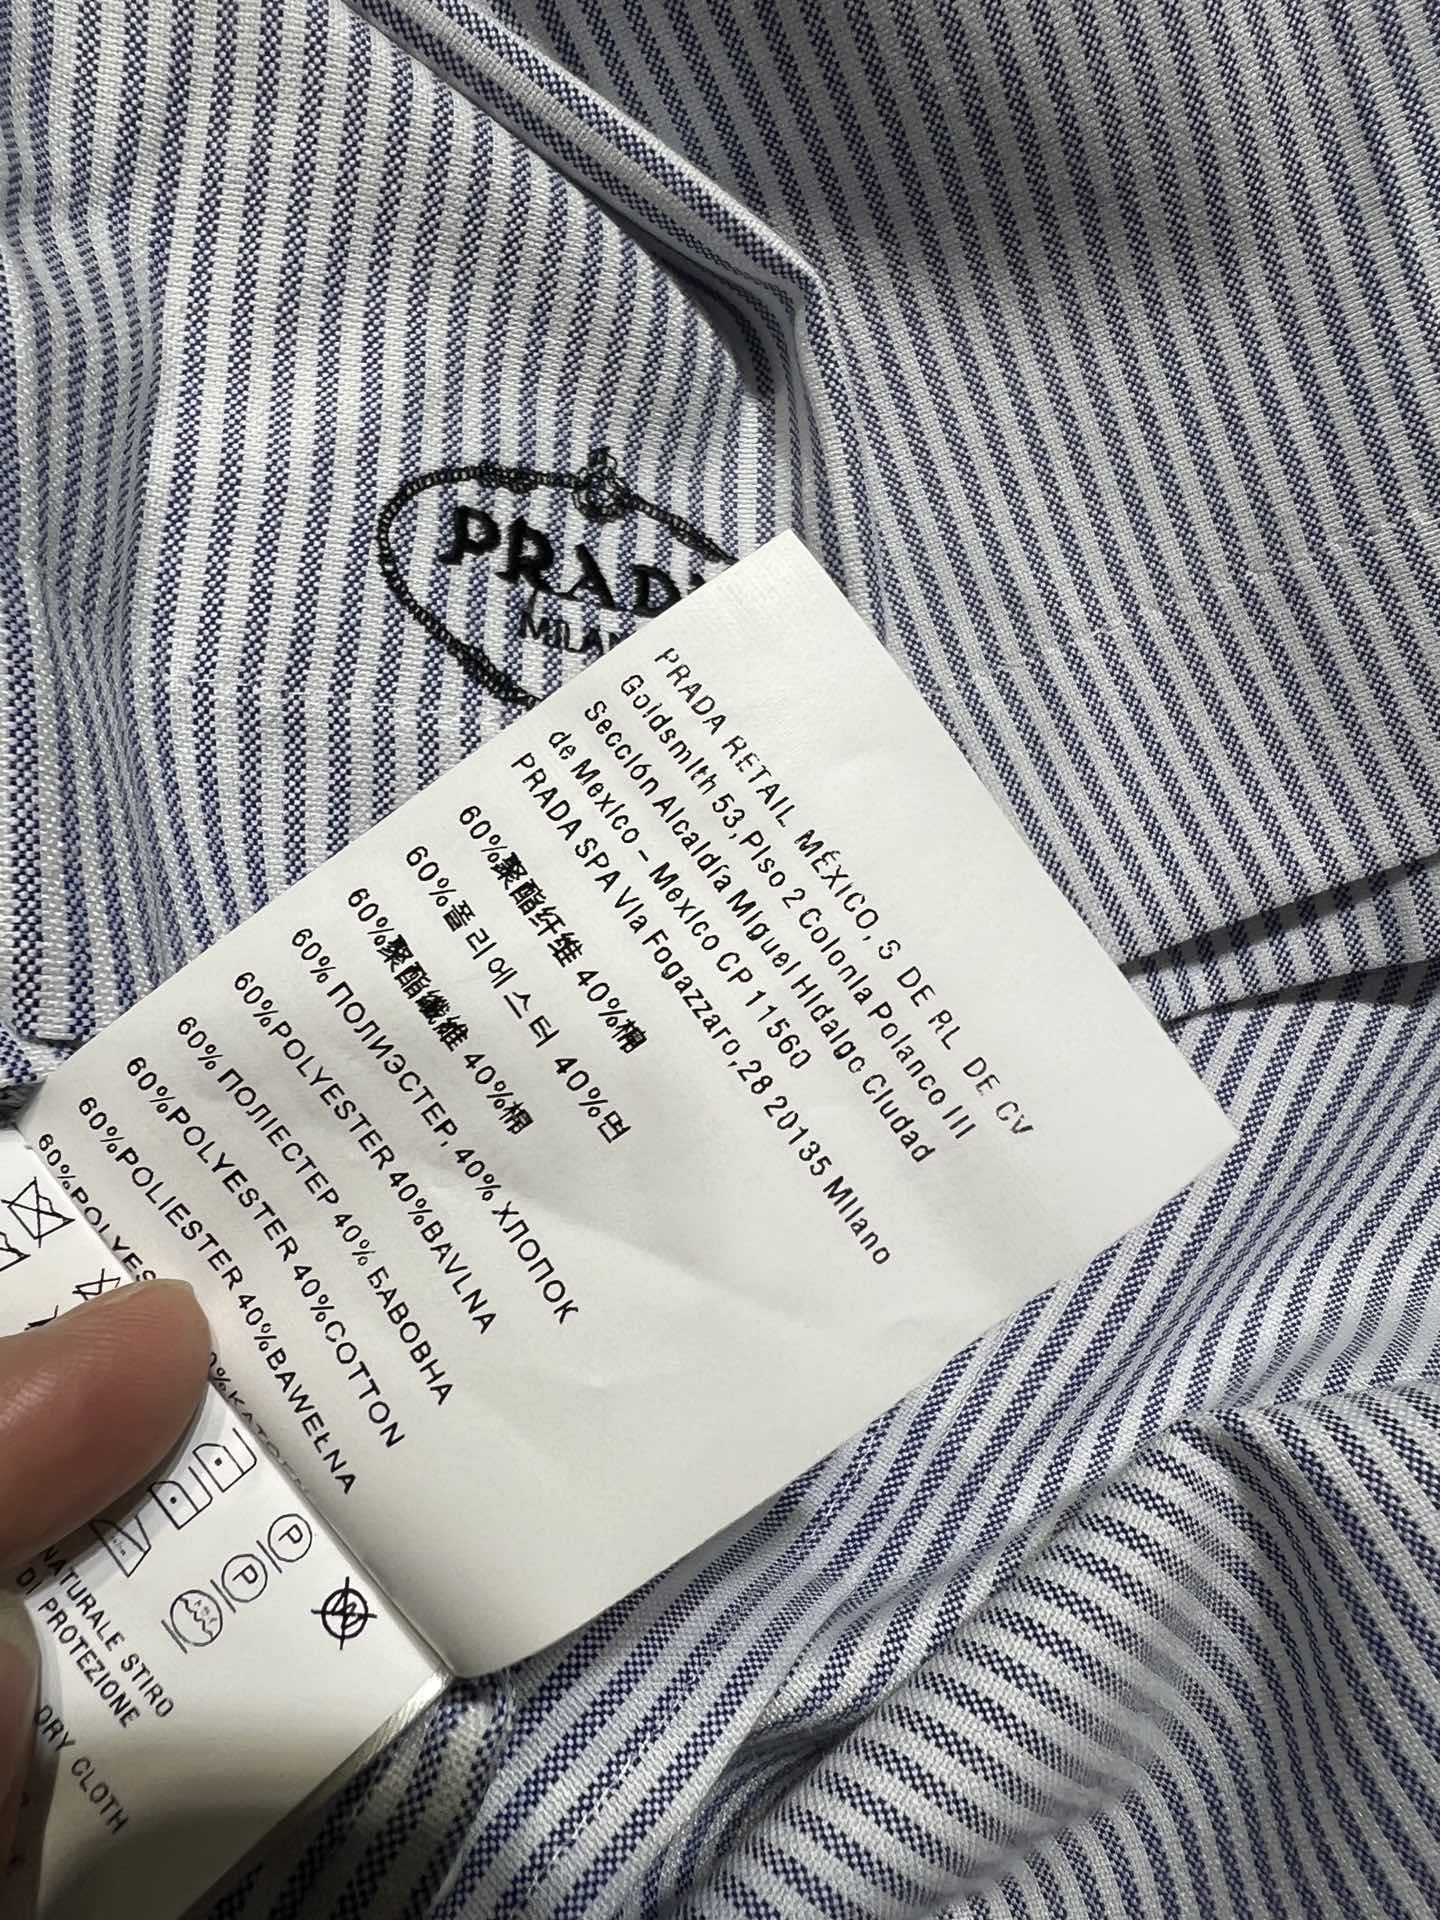 PRADA
MILAN
PRADA RETAIL MÉXICO, S DE RL DE CV
Goldsmith 53, Piso 2 Colonia Polanco III
Sección Alcaldía Miguel Hidalgo Ciudad
de Mexico - Mexico CP 11560
PRADA SPA Via Fogazzaro, 28 20135 Milano
60%聚酯纤维 40%棉
60%폴리에스터 40%면
60%聚酯纖維 40%棉
60% ПОЛИЭСТЕР, 40% ХЛОПОК
60%POLYESTER 40%BAVLNA
60% ПОЛІЕСТЕР 40% БАВОВНА
60%POLYESTER 40%COTTON
60%POLIESTER 40%BAWEŁNA
60%POLYES
P
P
W
NATURALE STIRO
DI PROTEZIONE
DRY CLOTH